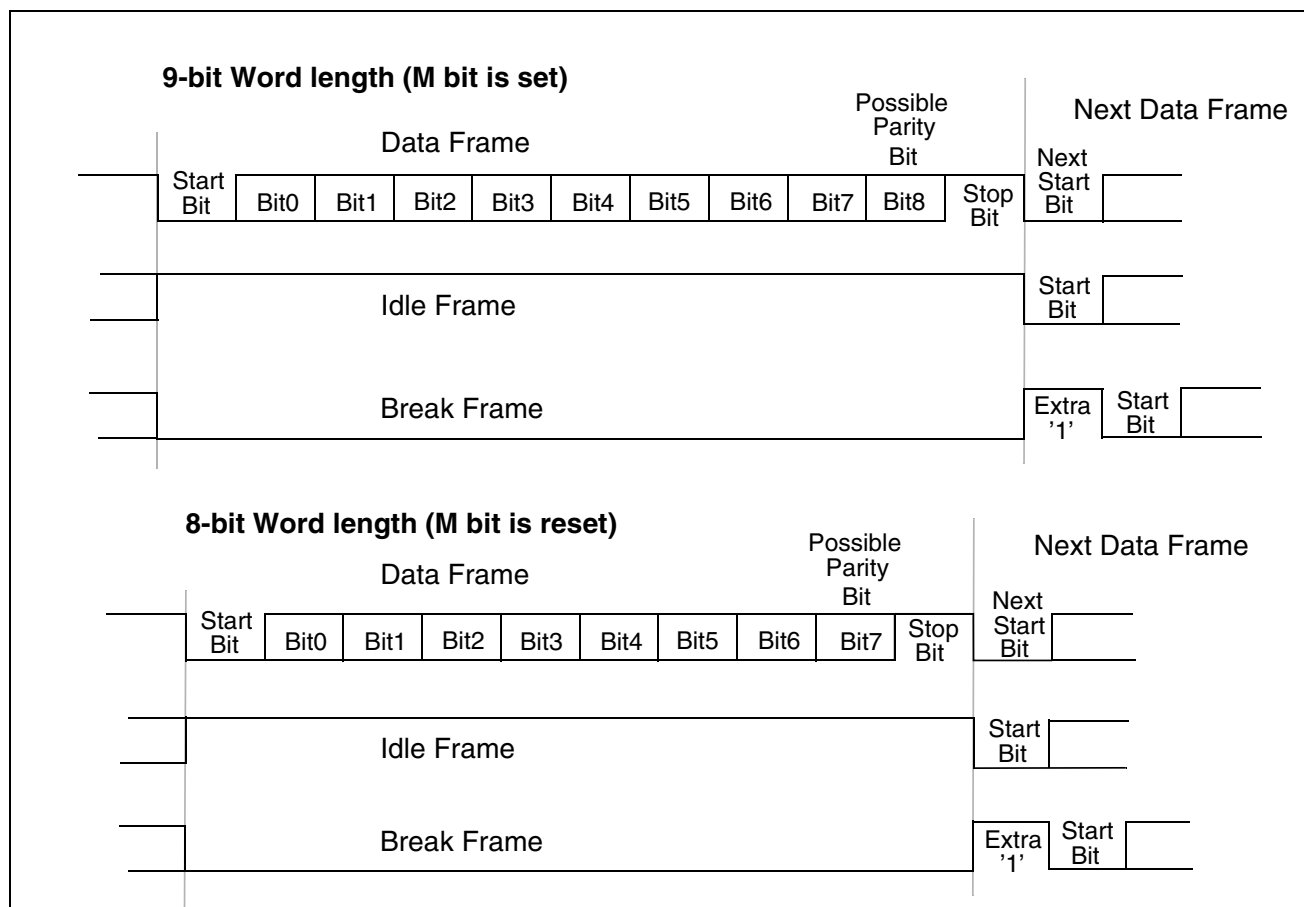 9-bit Word length (M bit is set)
Possible
Parity
Bit
Next Data Frame
Data Frame
Start
Bit
Bit0
Bit1
Bit2
Bit3
Bit4
Bit5
Bit6
Bit7
Bit8
Stop
Bit
Next
Start
Bit
Idle Frame
Start
Bit
Break Frame
Extra
'1'
Start
Bit
8-bit Word length (M bit is reset)
Possible
Parity
Bit
Next Data Frame
Data Frame
Start
Bit
Bit0
Bit1
Bit2
Bit3
Bit4
Bit5
Bit6
Bit7
Stop
Bit
Next
Start
Bit
Idle Frame
Start
Bit
Break Frame
Extra
'1'
Start
Bit